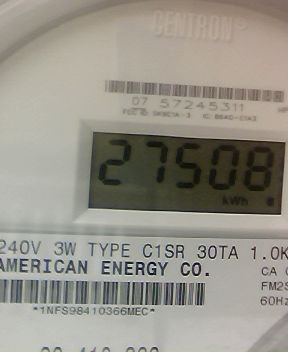 CENTRON®
07 57245311
27508
kWh
240V 3W TYPE C1SR 30TA 1.0K
AMERICAN ENERGY CO.
CA
FM2S
60Hz
*1NFS98410366MEC*